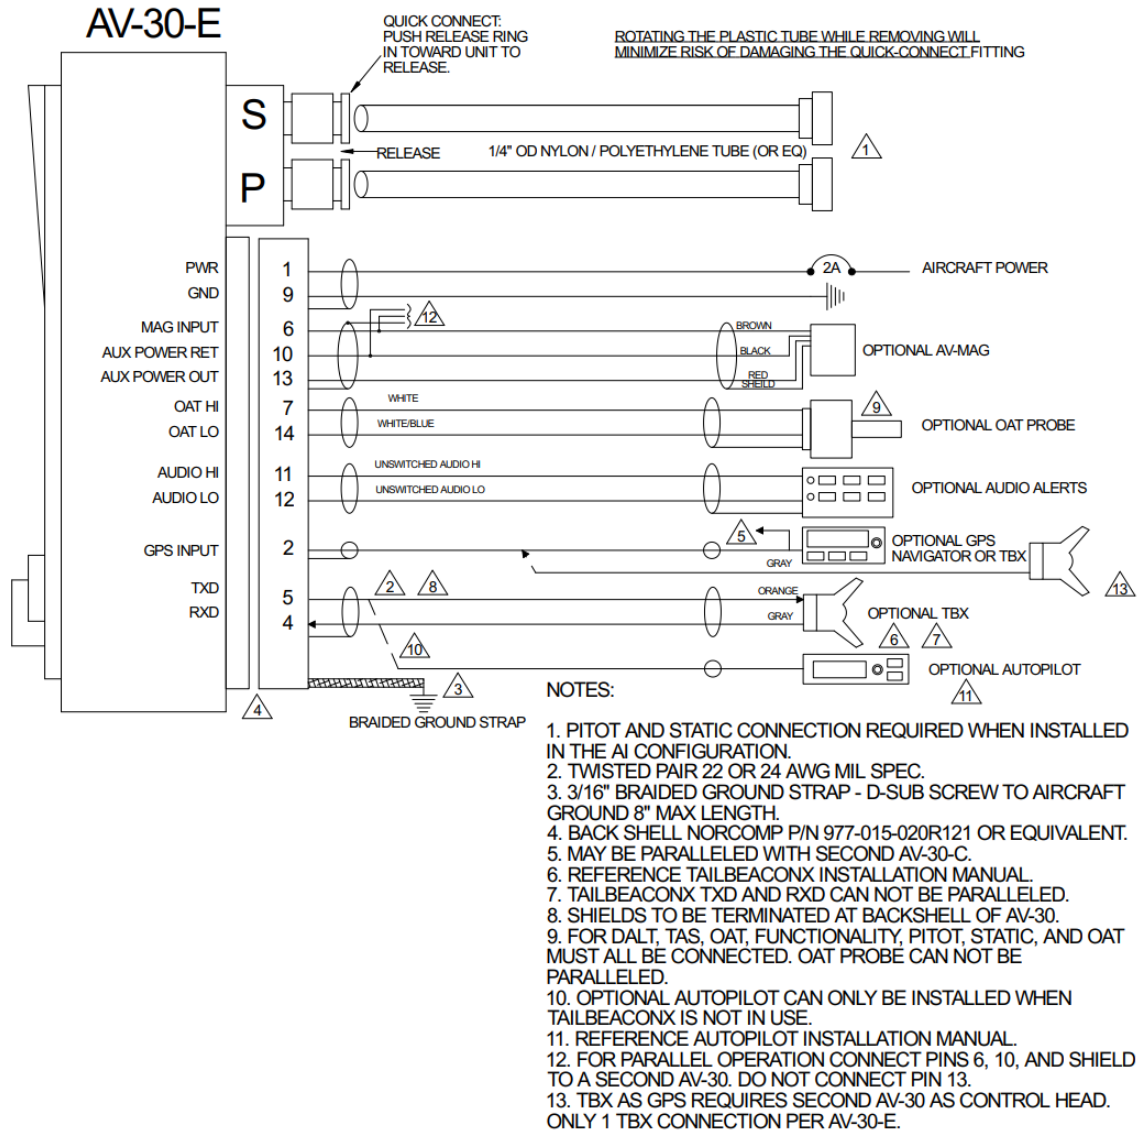 AV-30-E
QUICK CONNECT:
PUSH RELEASE RING
IN TOWARD UNIT TO
RELEASE.
ROTATING THE PLASTIC TUBE WHILE REMOVING WILL
MINIMIZE RISK OF DAMAGING THE QUICK-CONNECT FITTING
S
RELEASE
1/4" OD NYLON / POLYETHYLENE TUBE (OR EQ)
1
P
PWR
1
2A
AIRCRAFT POWER
GND
9
12
MAG INPUT
6
BROWN
AUX POWER RET
10
BLACK
OPTIONAL AV-MAG
AUX POWER OUT
13
RED
SHEILD
OAT HI
7
WHITE
9
OAT LO
14
WHITE/BLUE
OPTIONAL OAT PROBE
AUDIO HI
11
UNSWITCHED AUDIO HI
AUDIO LO
12
UNSWITCHED AUDIO LO
OPTIONAL AUDIO ALERTS
5
GPS INPUT
2
OPTIONAL GPS
NAVIGATOR OR TBX
GRAY
13
TXD
5
2
8
ORANGE
RXD
4
GRAY
OPTIONAL TBX
6
7
10
OPTIONAL AUTOPILOT
11
3
4
BRAIDED GROUND STRAP
NOTES:
1. PITOT AND STATIC CONNECTION REQUIRED WHEN INSTALLED
IN THE AI CONFIGURATION.
2. TWISTED PAIR 22 OR 24 AWG MIL SPEC.
3. 3/16" BRAIDED GROUND STRAP - D-SUB SCREW TO AIRCRAFT
GROUND 8" MAX LENGTH.
4. BACK SHELL NORCOMP P/N 977-015-020R121 OR EQUIVALENT.
5. MAY BE PARALLELED WITH SECOND AV-30-C.
6. REFERENCE TAILBEACONX INSTALLATION MANUAL.
7. TAILBEACONX TXD AND RXD CAN NOT BE PARALLELED.
8. SHIELDS TO BE TERMINATED AT BACKSHELL OF AV-30.
9. FOR DALT, TAS, OAT, FUNCTIONALITY, PITOT, STATIC, AND OAT
MUST ALL BE CONNECTED. OAT PROBE CAN NOT BE
PARALLELED.
10. OPTIONAL AUTOPILOT CAN ONLY BE INSTALLED WHEN
TAILBEACONX IS NOT IN USE.
11. REFERENCE AUTOPILOT INSTALLATION MANUAL.
12. FOR PARALLEL OPERATION CONNECT PINS 6, 10, AND SHIELD
TO A SECOND AV-30. DO NOT CONNECT PIN 13.
13. TBX AS GPS REQUIRES SECOND AV-30 AS CONTROL HEAD.
ONLY 1 TBX CONNECTION PER AV-30-E.